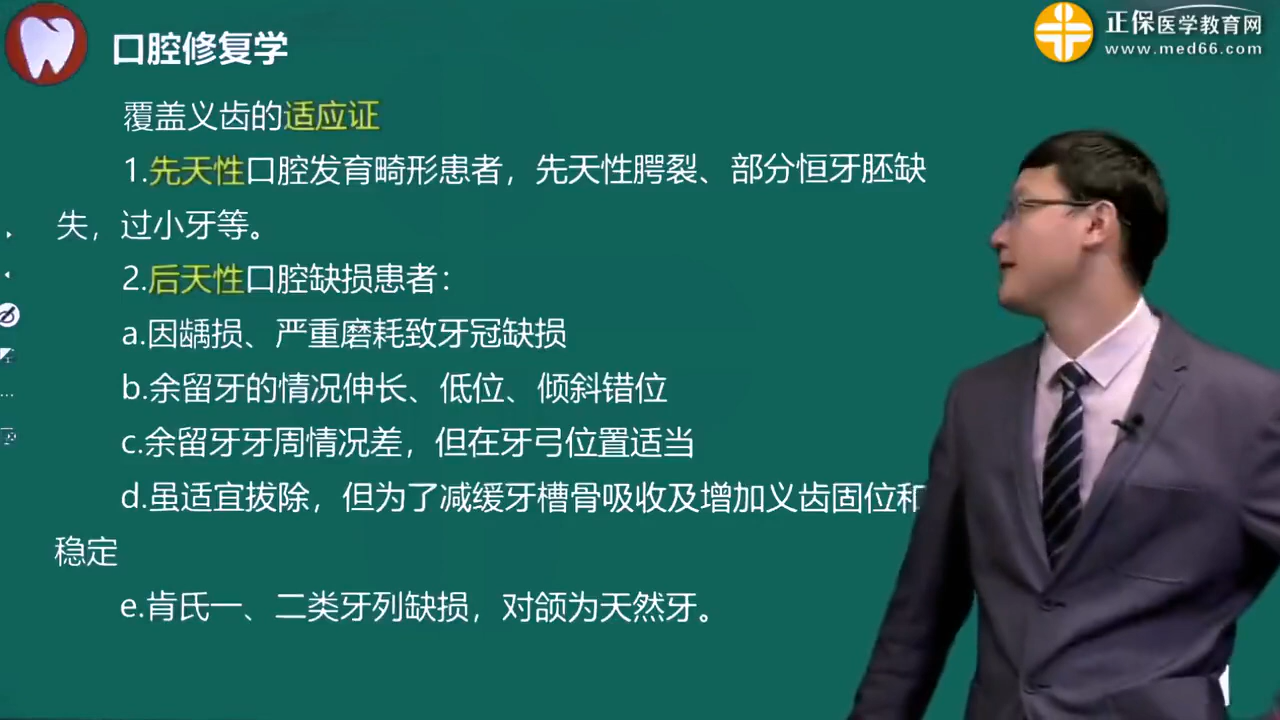 口腔修复学
正保医学教育网
www.med66.com
覆盖义齿的适应证
1.先天性口腔发育畸形患者，先天性腭裂、部分恒牙胚缺
失，过小牙等。
2.后天性口腔缺损患者：
a.因龋损、严重磨耗致牙冠缺损
b.余留牙的情况伸长、低位、倾斜错位
c.余留牙牙周情况差，但在牙弓位置适当
d.虽适宜拔除，但为了减缓牙槽骨吸收及增加义齿固位和
稳定
e.肯氏一、二类牙列缺损，对颌为天然牙。